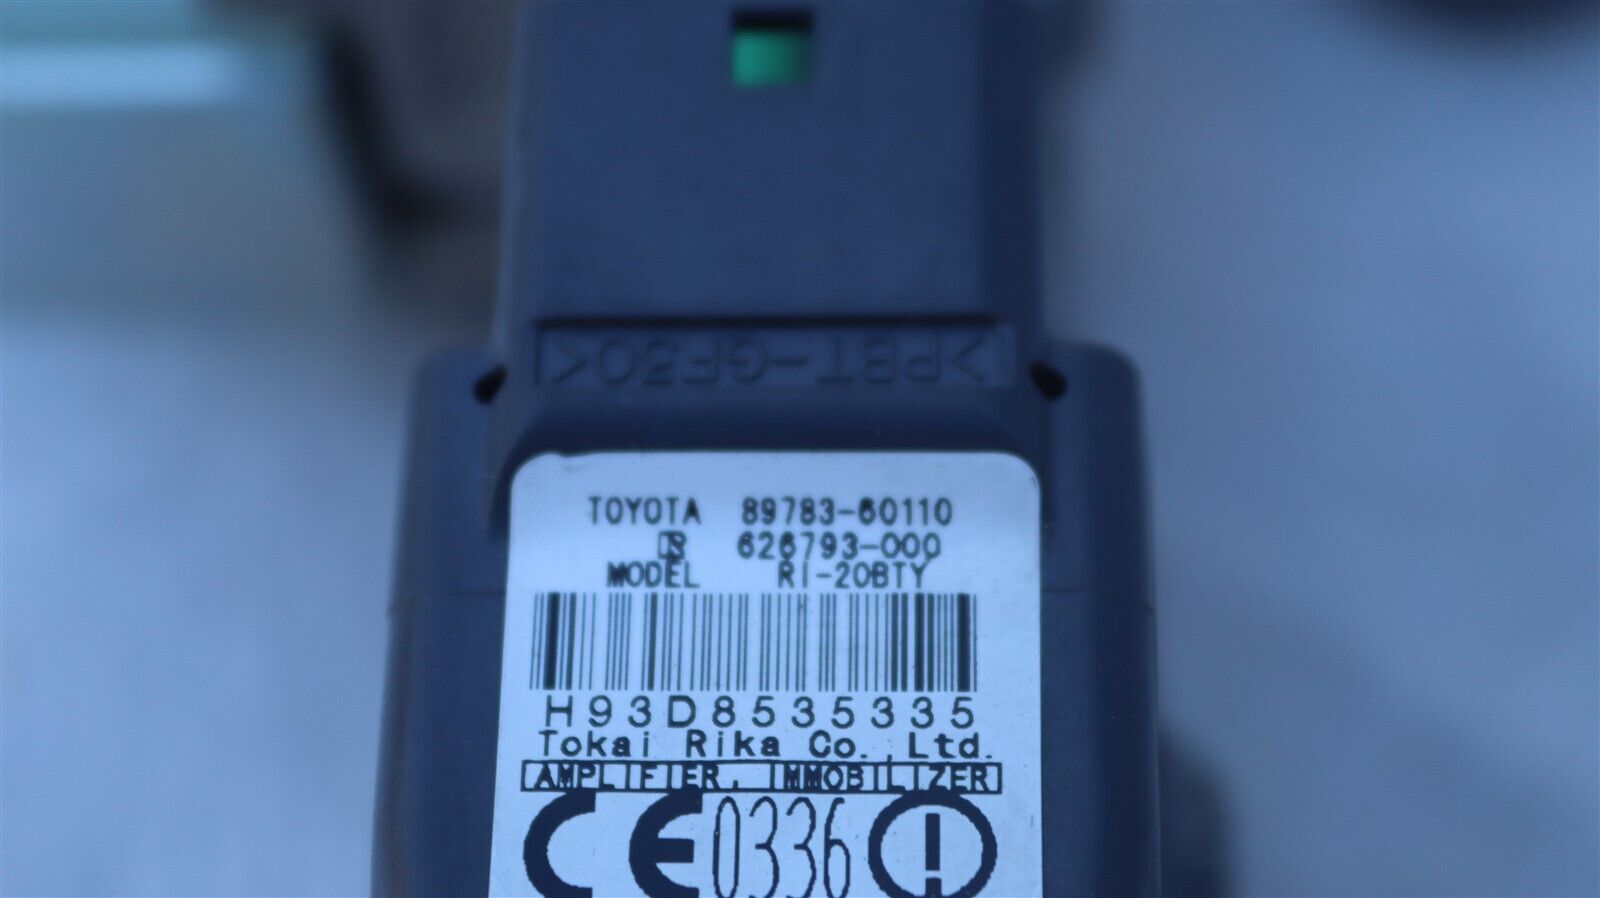 >PBT-GF30<
TOYOTA 89783-60110
R 626793-000
MODEL RI-20BTY
H93D8535335
Tokai Rika Co.,Ltd.
AMPLIFIER, IMMOBILIZER
CE0336